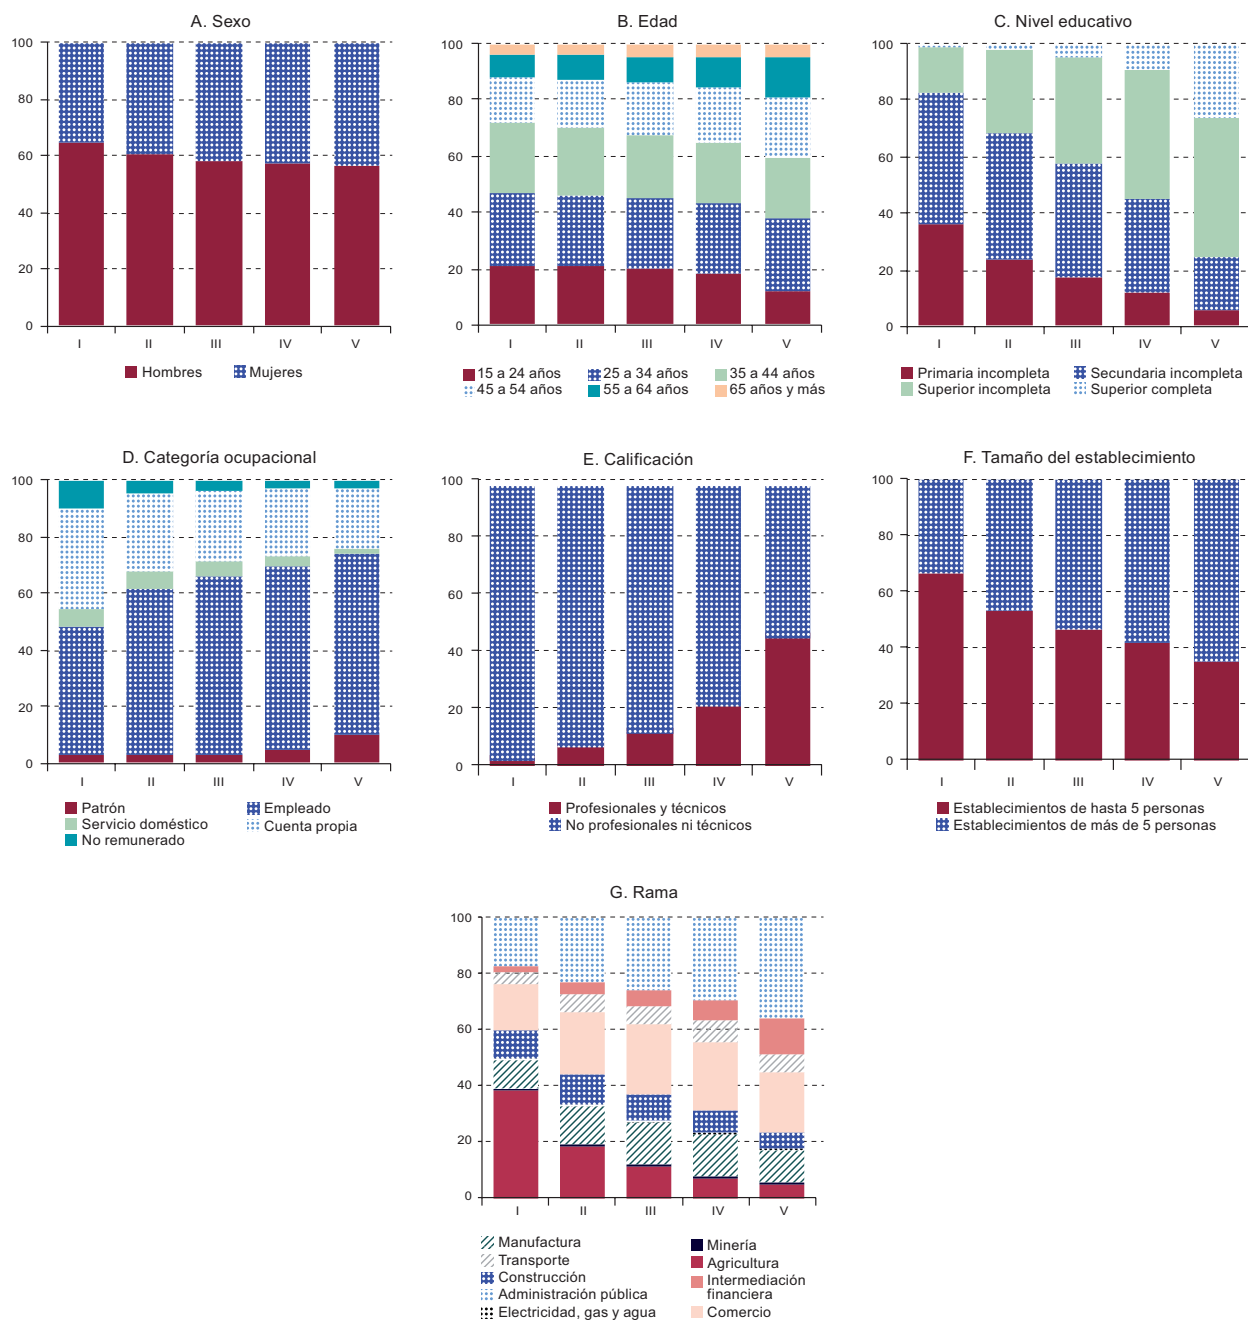 A. Sexo
100
80
60
40
20
0
I II III IV V
Hombres Mujeres
B. Edad
100
80
60
40
20
0
I II III IV V
15 a 24 años 25 a 34 años 35 a 44 años
45 a 54 años 55 a 64 años 65 años y más
C. Nivel educativo
100
80
60
40
20
0
I II III IV V
Primaria incompleta Secundaria incompleta
Superior incompleta Superior completa
D. Categoría ocupacional
100
80
60
40
20
0
I II III IV V
Patrón Empleado
Servicio doméstico Cuenta propia
No remunerado
E. Calificación
100
80
60
40
20
0
I II III IV V
Profesionales y técnicos
No profesionales ni técnicos
F. Tamaño del establecimiento
100
80
60
40
20
0
I II III IV V
Establecimientos de hasta 5 personas
Establecimientos de más de 5 personas
G. Rama
100
80
60
40
20
0
I II III IV V
Manufactura
Transporte
Construcción
Administración pública
Electricidad, gas y agua
Minería
Agricultura
Intermediación
financiera
Comercio